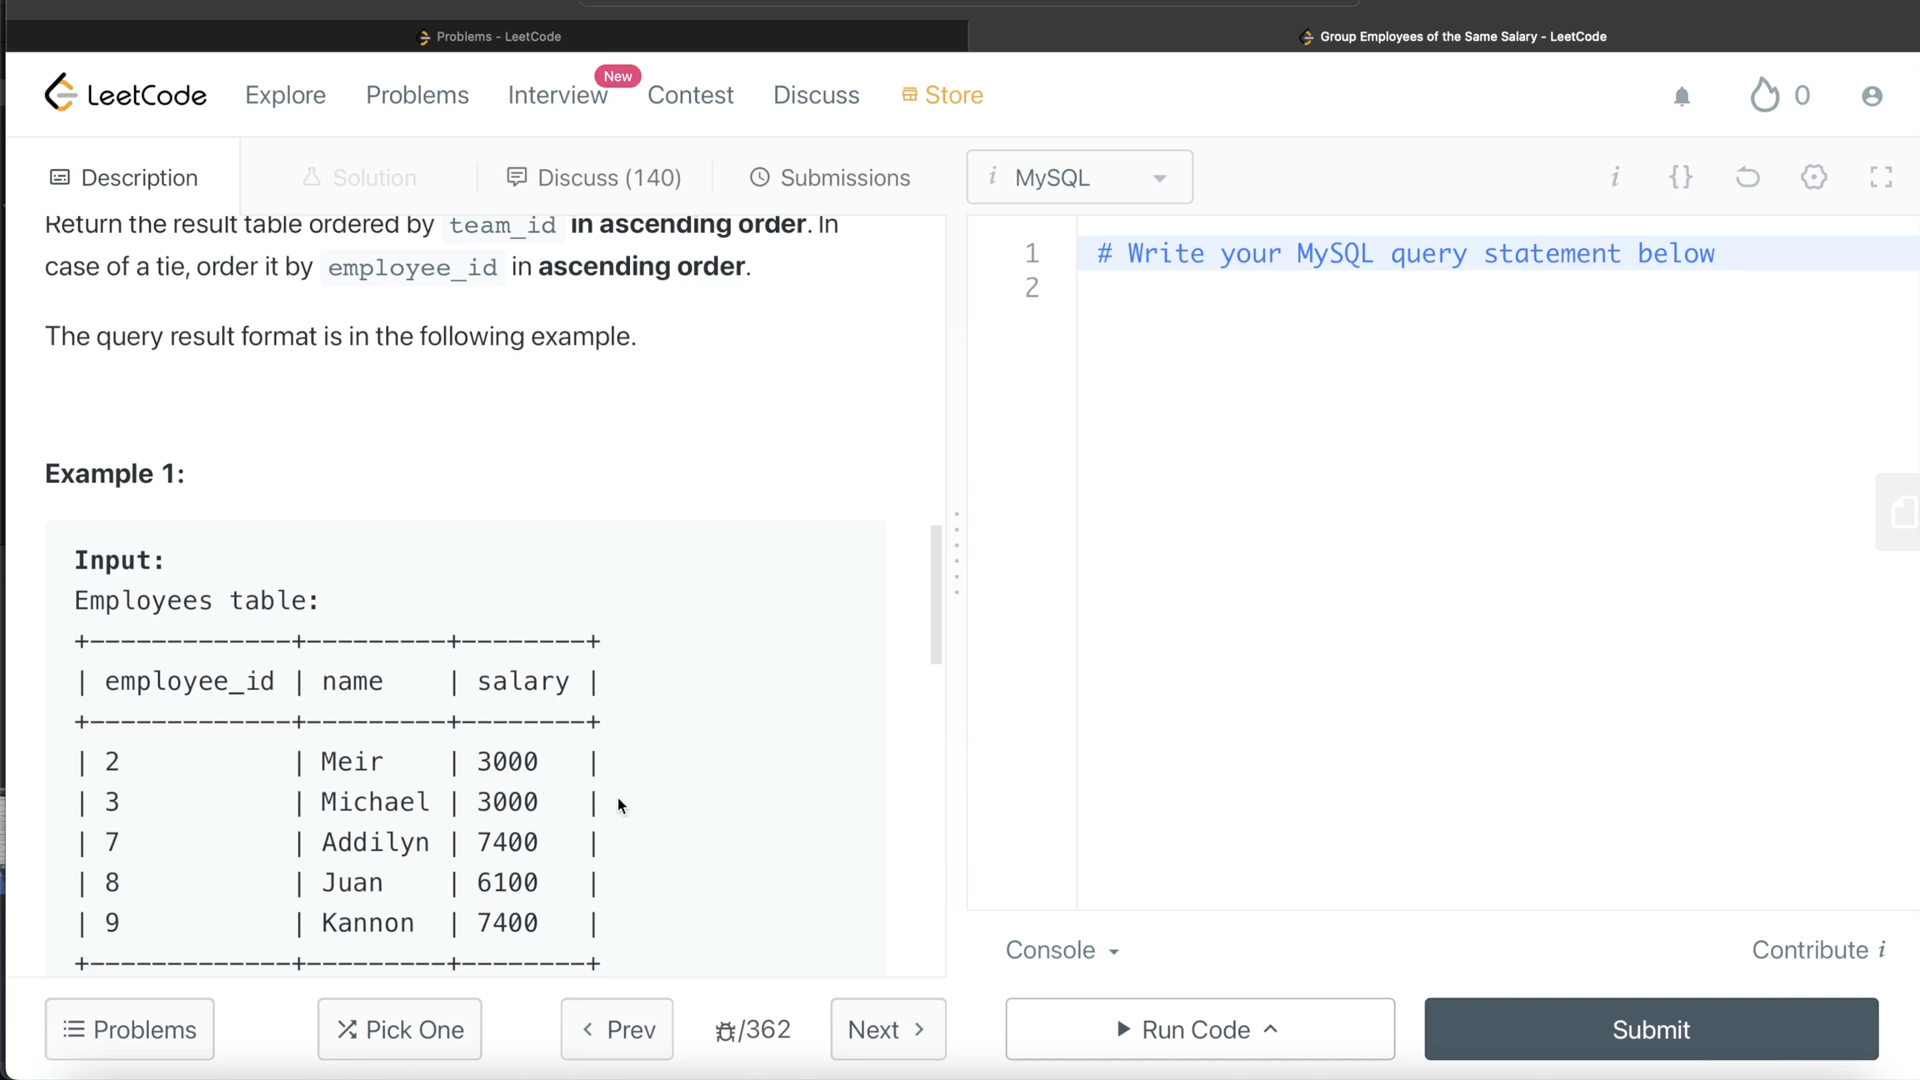 Problems - LeetCode
Group Employees of the Same Salary - LeetCode
LeetCode Explore Problems Interview New Contest Discuss Store 0
Description Solution Discuss (140) Submissions
i MySQL i {}
Return the result table ordered by team_id in ascending order. In
case of a tie, order it by employee_id in ascending order.
The query result format is in the following example.
Example 1:
Input:
Employees table:
+-------------+---------+--------+
| employee_id | name    | salary |
+-------------+---------+--------+
| 2           | Meir    | 3000   |
| 3           | Michael | 3000   |
| 7           | Addilyn | 7400   |
| 8           | Juan    | 6100   |
| 9           | Kannon  | 7400   |
+-------------+---------+--------+
1 # Write your MySQL query statement below
2
Console Contribute i
Problems Pick One < Prev /362 Next > Run Code Submit